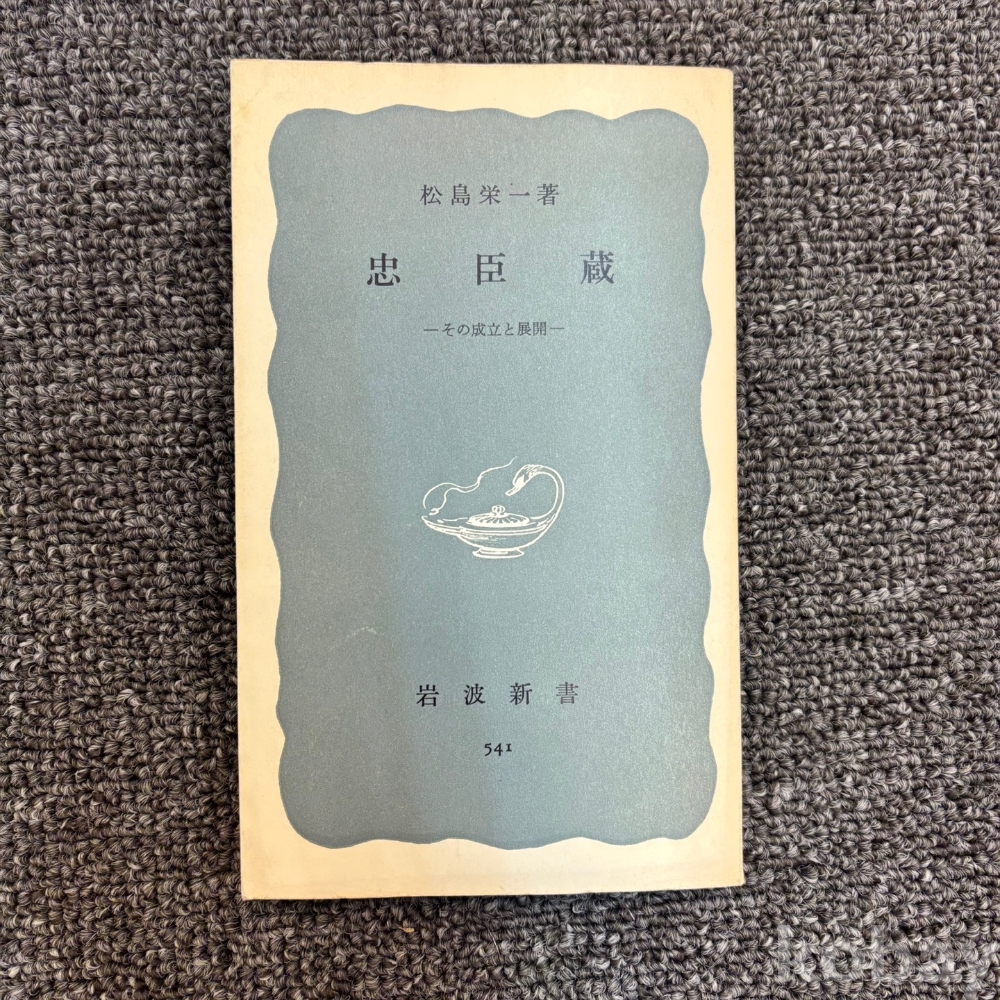 松島栄一著
忠臣蔵
―その成立と展開―
岩波新書
541